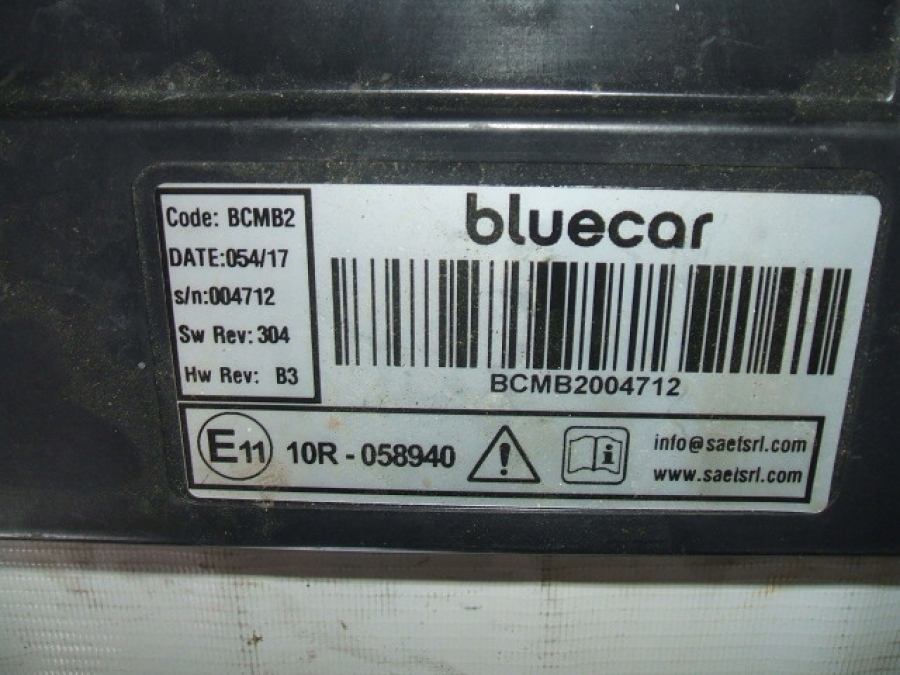 Code: BCMB2
DATE:054/17
s/n:004712
Sw Rev: 304
Hw Rev: B3
bluecar
BCMB2004712
E11 10R - 058940
info@saetsrl.com
www.saetsrl.com